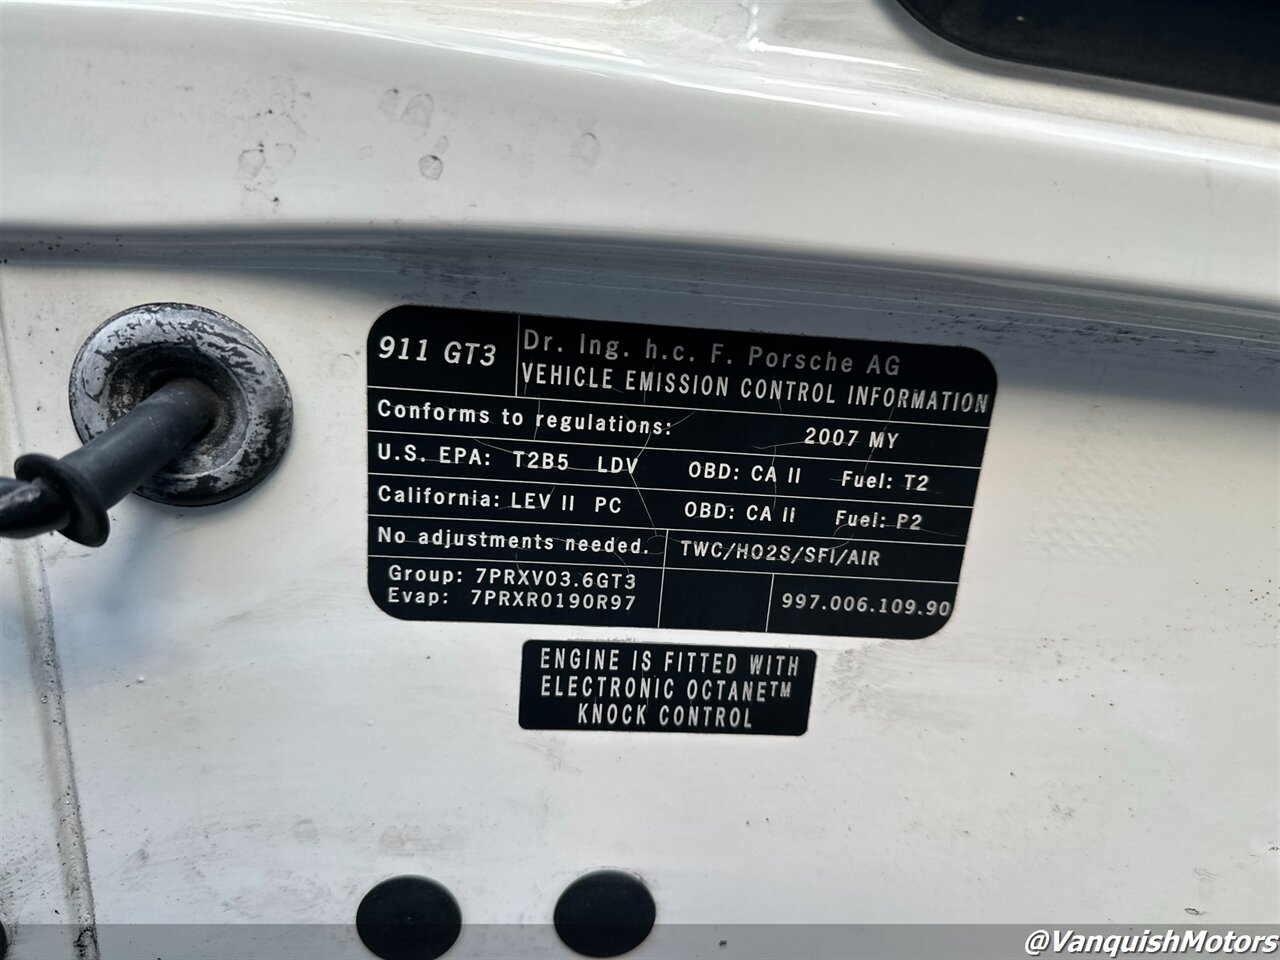 911 GT3
Dr. Ing. h.c. F. Porsche AG
VEHICLE EMISSION CONTROL INFORMATION
Conforms to regulations: 2007 MY
U.S. EPA: T2B5 LDV OBD: CA II Fuel: T2
California: LEV II PC OBD: CA II Fuel: P2
No adjustments needed. TWC/HO2S/SFI/AIR
Group: 7PRXV03.6GT3
Evap: 7PRXR0190R97
997.006.109.90
ENGINE IS FITTED WITH
ELECTRONIC OCTANE™
KNOCK CONTROL
@VanquishMotors